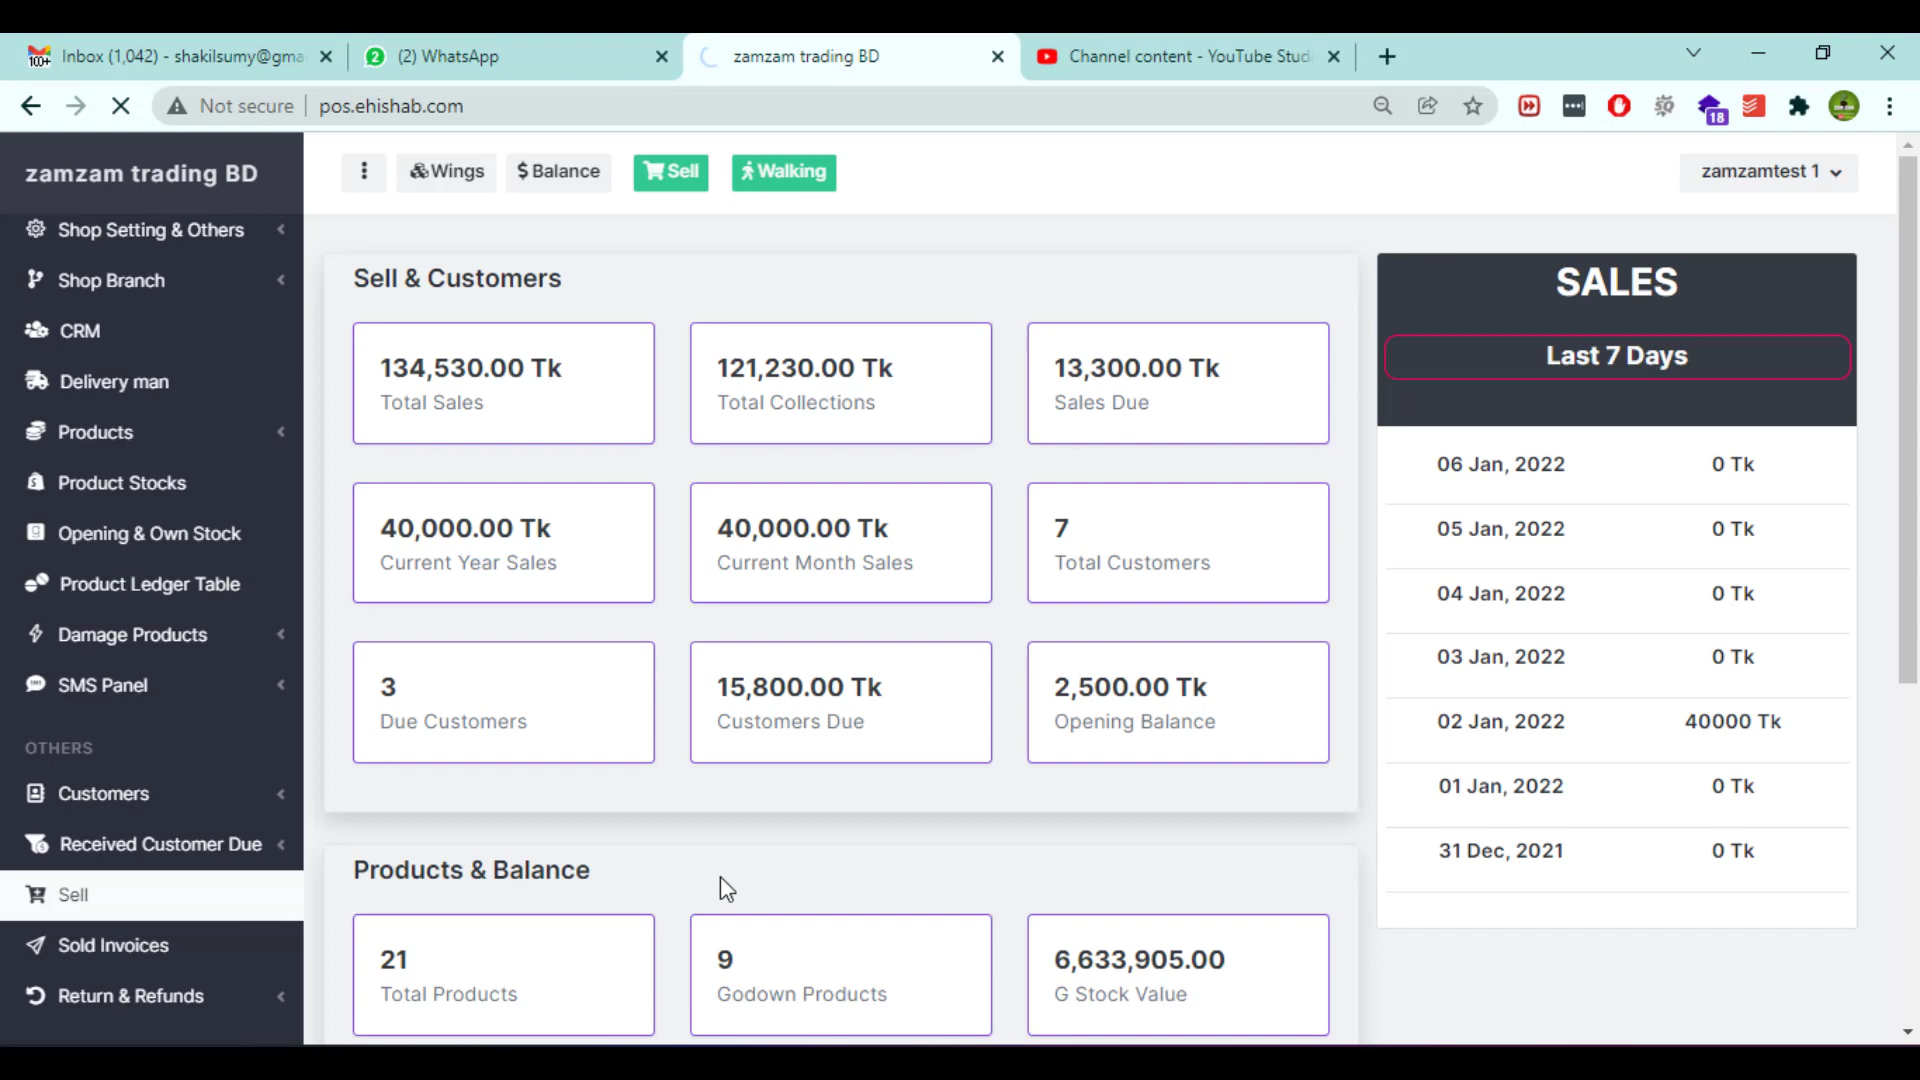 Inbox (1,042) - shakilsumy@gma
(2) WhatsApp
zamzam trading BD
Channel content - YouTube Studi
Not secure
pos.ehishab.com
18
zamzam trading BD
Wings
$ Balance
Sell
Walking
zamzamtest 1
Shop Setting & Others
Shop Branch
CRM
Delivery man
Products
Product Stocks
Opening & Own Stock
Product Ledger Table
Damage Products
SMS Panel
OTHERS
Customers
Received Customer Due
Sell
Sold Invoices
Return & Refunds
Sell & Customers
134,530.00 Tk
Total Sales
121,230.00 Tk
Total Collections
13,300.00 Tk
Sales Due
40,000.00 Tk
Current Year Sales
40,000.00 Tk
Current Month Sales
7
Total Customers
3
Due Customers
15,800.00 Tk
Customers Due
2,500.00 Tk
Opening Balance
Products & Balance
21
Total Products
9
Godown Products
6,633,905.00
G Stock Value
SALES
Last 7 Days
06 Jan, 2022 0 Tk
05 Jan, 2022 0 Tk
04 Jan, 2022 0 Tk
03 Jan, 2022 0 Tk
02 Jan, 2022 40000 Tk
01 Jan, 2022 0 Tk
31 Dec, 2021 0 Tk